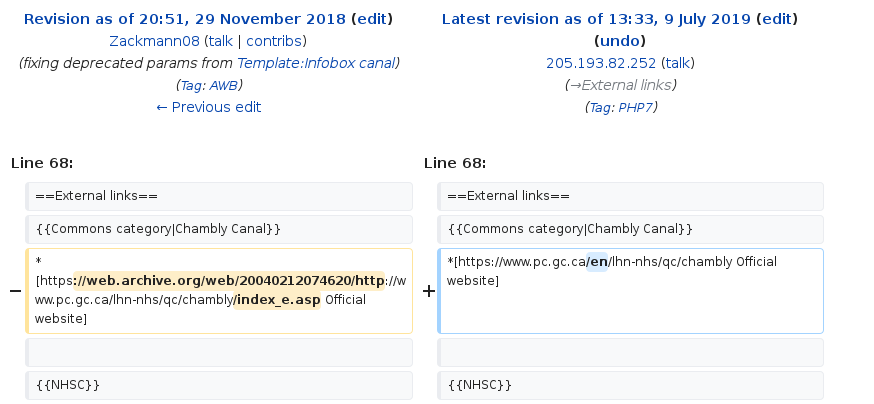 Revision as of 20:51, 29 November 2018 (edit)
Zackmann08 (talk | contribs)
(fixing deprecated params from Template:Infobox canal)
(Tag: AWB)
← Previous edit
Latest revision as of 13:33, 9 July 2019 (edit)
(undo)
205.193.82.252 (talk)
(→External links)
(Tag: PHP7)
Line 68:
Line 68:
==External links==
==External links==
{{Commons category|Chambly Canal}}
{{Commons category|Chambly Canal}}
−
*
[https://web.archive.org/web/20040212074620/http://w
ww.pc.gc.ca/lhn-nhs/qc/chambly/index_e.asp Official
website]
+
*[https://www.pc.gc.ca/en/lhn-nhs/qc/chambly Official
website]
{{NHSC}}
{{NHSC}}